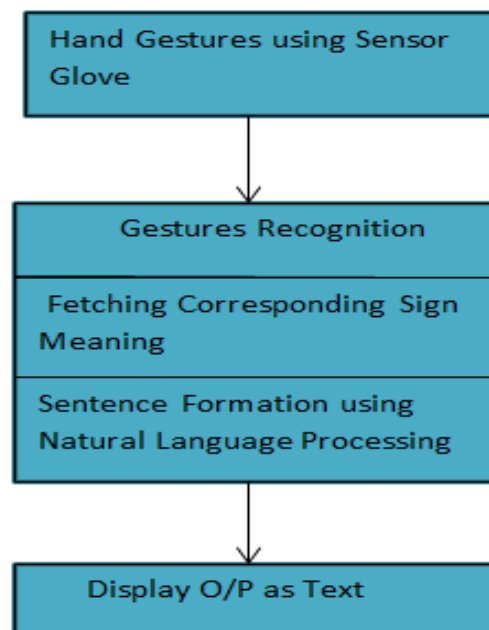 Hand Gestures using Sensor
Glove
Gestures Recognition
Fetching Corresponding Sign
Meaning
Sentence Formation using
Natural Language Processing
Display O/P as Text